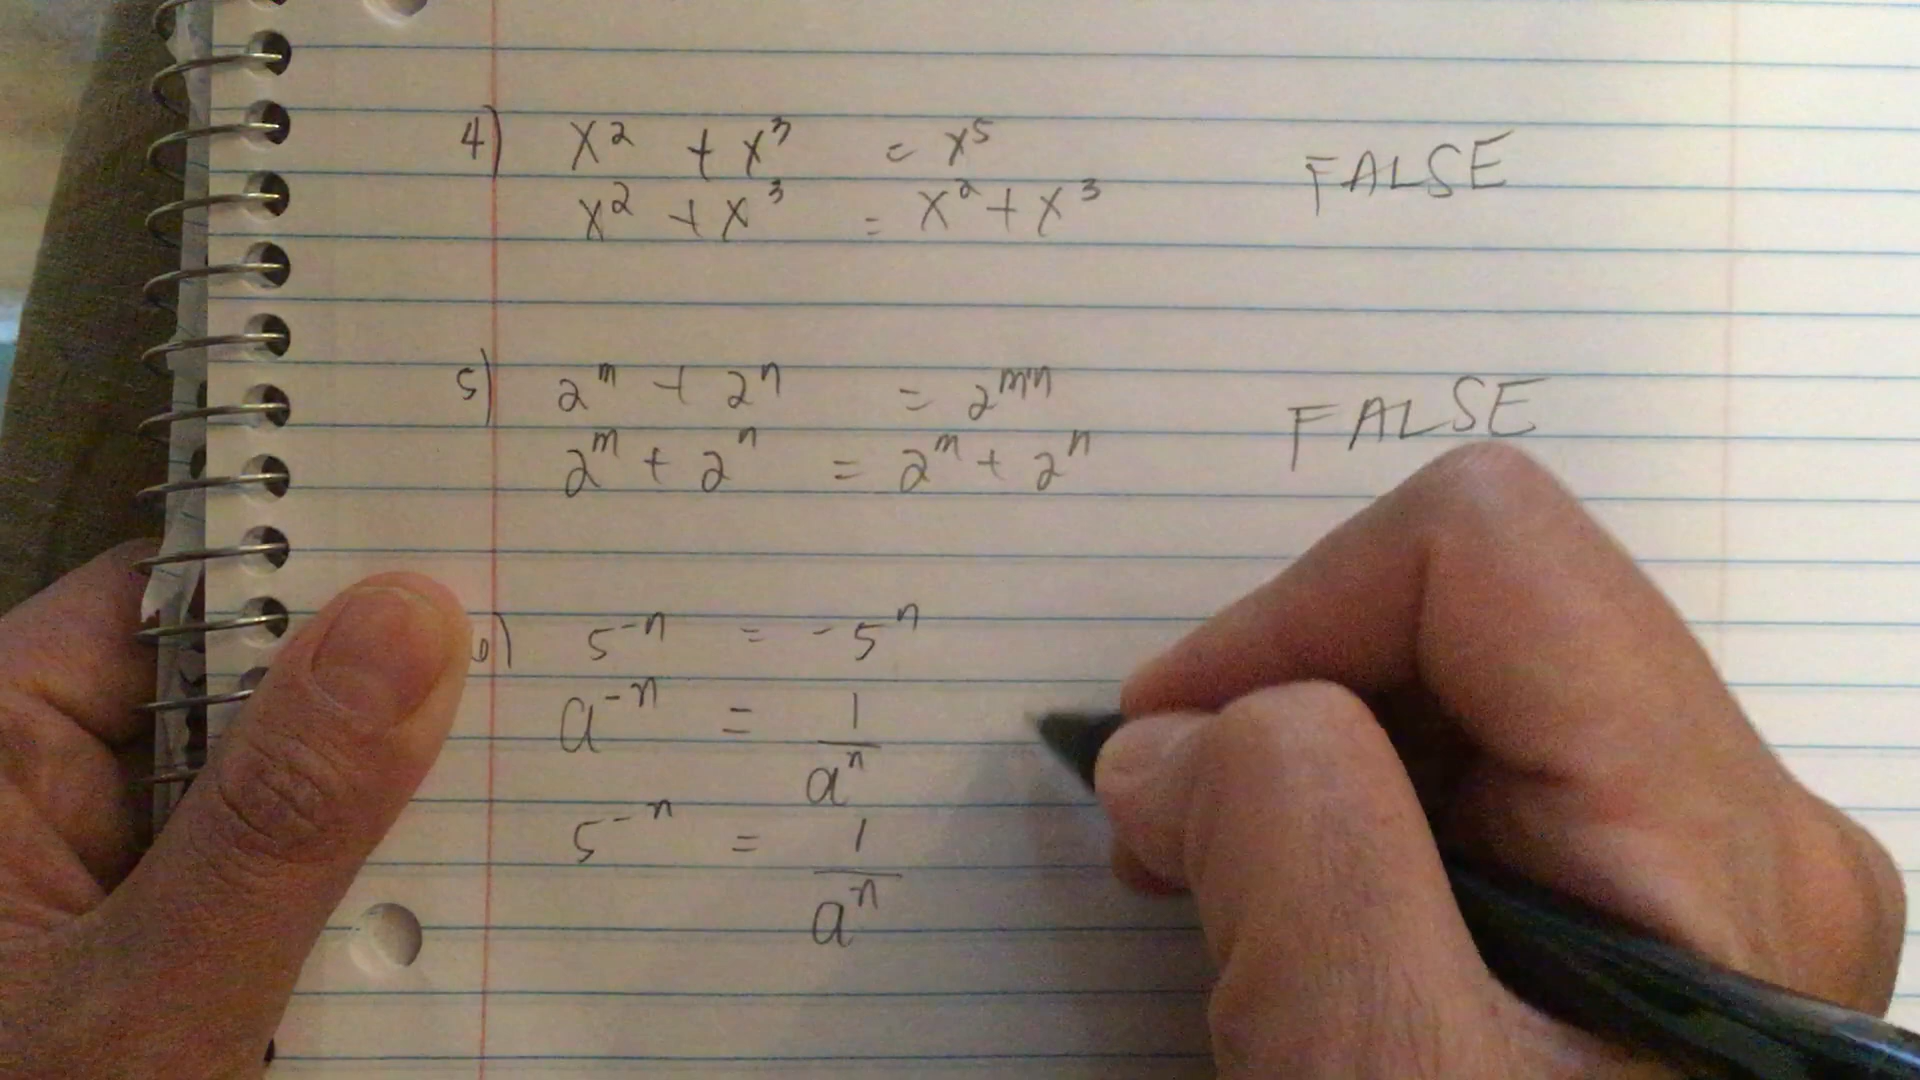 4) x² + x³ = x⁵ FALSE
x² + x³ = x² + x³
5) 2ᵐ + 2ⁿ = 2ᵐⁿ FALSE
2ᵐ + 2ⁿ = 2ᵐ + 2ⁿ
6) 5⁻ⁿ = -5ⁿ
a⁻ⁿ = 1/aⁿ
5⁻ⁿ = 1/aⁿ